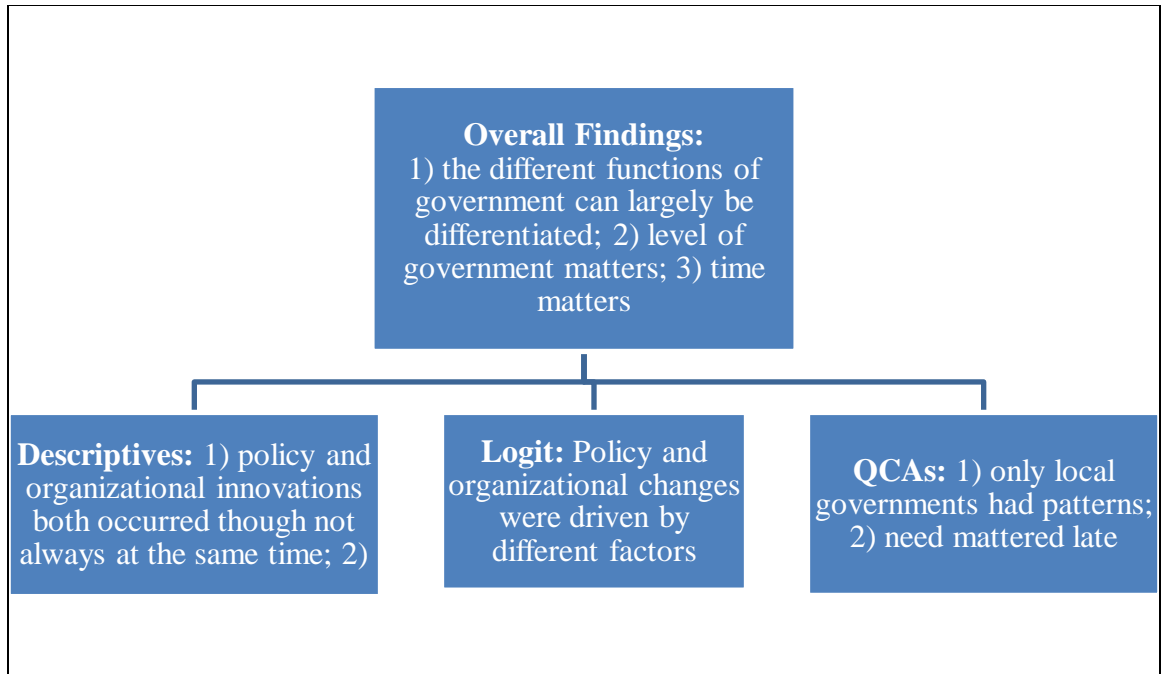 Overall Findings:
1) the different functions of
government can largely be
differentiated; 2) level of
government matters; 3) time
matters
Descriptives: 1) policy and
organizational innovations
both occurred though not
always at the same time; 2)
Logit: Policy and
organizational changes
were driven by
different factors
QCAs: 1) only local
governments had patterns;
2) need mattered late